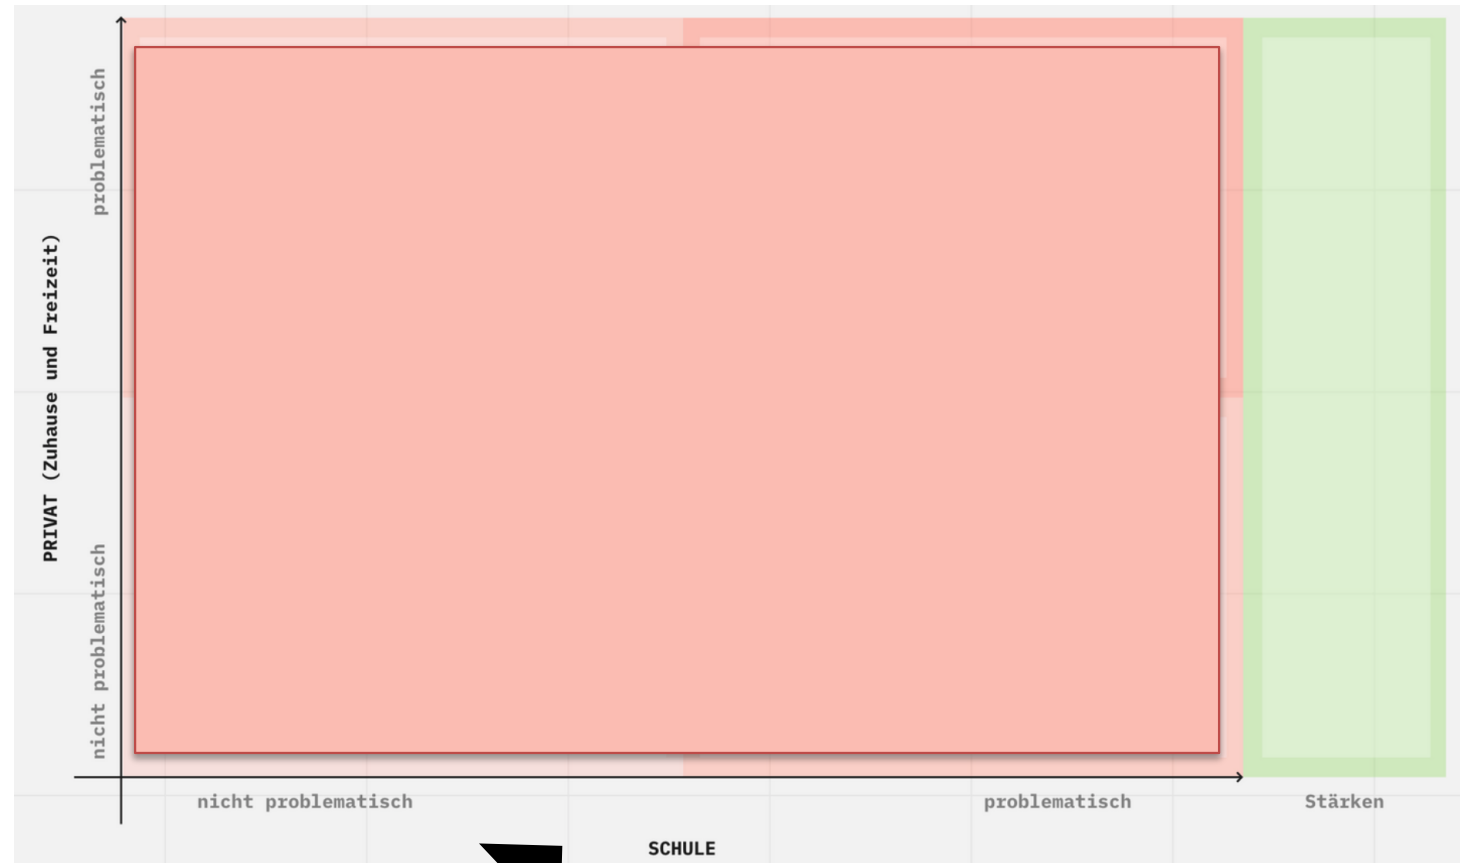 problematisch
PRIVAT (Zuhause und Freizeit)
nicht problematisch
nicht problematisch
problematisch
Stärken
SCHULE